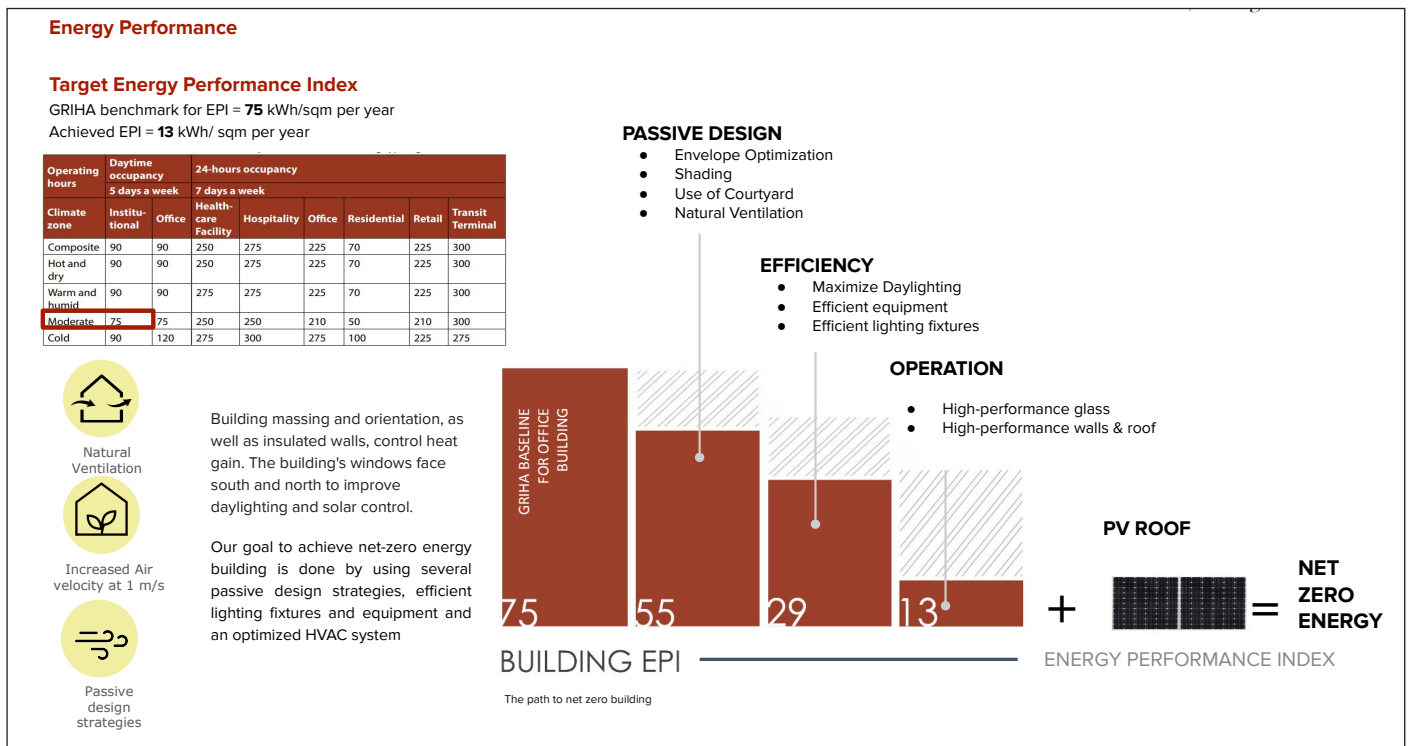 Energy Performance
Target Energy Performance Index
GRIHA benchmark for EPI = 75 kWh/sqm per year
Achieved EPI = 13 kWh/ sqm per year
Operating hours Daytime occupancy 24-hours occupancy
5 days a week 7 days a week
Climate zone Institu-tional Office Health-care Facility Hospitality Office Residential Retail Transit Terminal
Composite 90 90 250 275 225 70 225 300
Hot and dry 90 90 250 275 225 70 225 300
Warm and humid 90 90 275 275 225 70 225 300
Moderate 75 75 250 250 210 50 210 300
Cold 90 120 275 300 275 100 225 275
Natural
Ventilation
Increased Air
velocity at 1 m/s
Passive
design
strategies
Building massing and orientation, as
well as insulated walls, control heat
gain. The building's windows face
south and north to improve
daylighting and solar control.
Our goal to achieve net-zero energy
building is done by using several
passive design strategies, efficient
lighting fixtures and equipment and
an optimized HVAC system
PASSIVE DESIGN
● Envelope Optimization
● Shading
● Use of Courtyard
● Natural Ventilation
EFFICIENCY
● Maximize Daylighting
● Efficient equipment
● Efficient lighting fixtures
OPERATION
● High-performance glass
● High-performance walls & roof
GRIHA BASELINE
FOR OFFICE
BUILDING
75 55 29 13
+
PV ROOF
=
NET
ZERO
ENERGY
BUILDING EPI
ENERGY PERFORMANCE INDEX
The path to net zero building